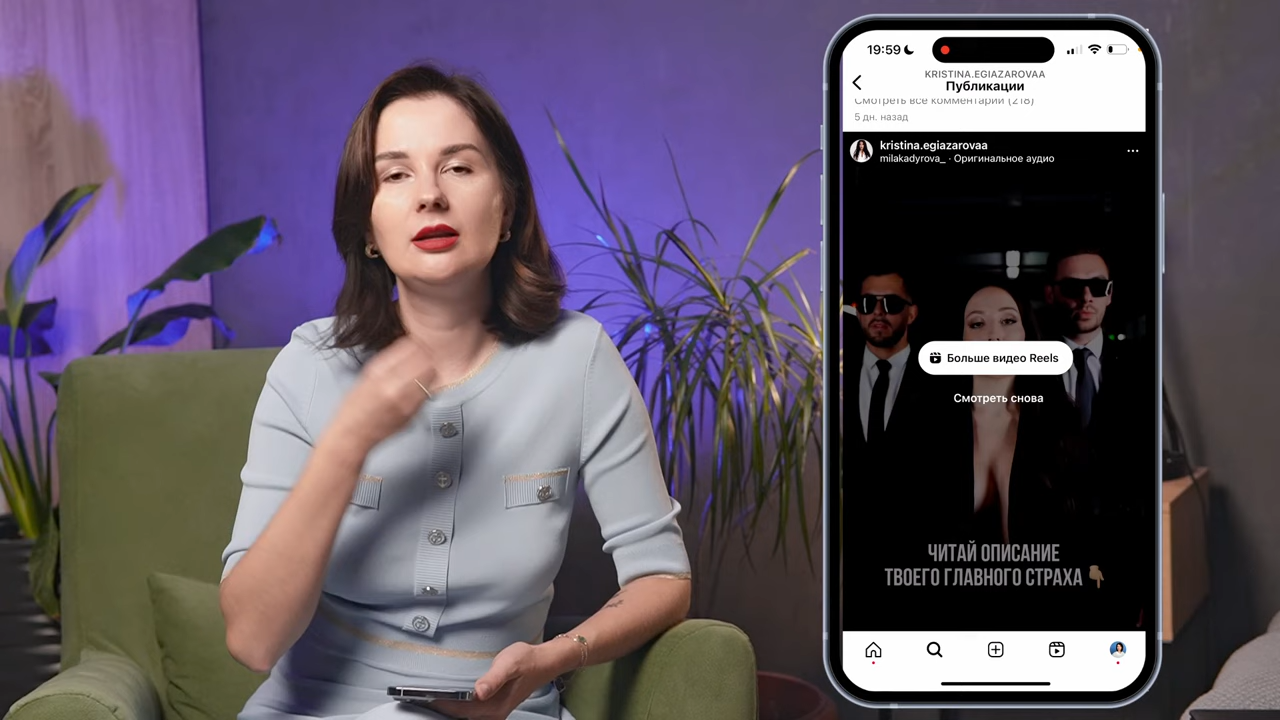 19:59
KRISTINA.EGIAZAROVAA
Публикации
Смотреть все комментарии (218)
5 дн. назад
kristina.egiazarovaa
milakadyrova_ · Оригинальное аудио
Больше видео Reels
Смотреть снова
ЧИТАЙ ОПИСАНИЕ
ТВОЕГО ГЛАВНОГО СТРАХА 👇🏽